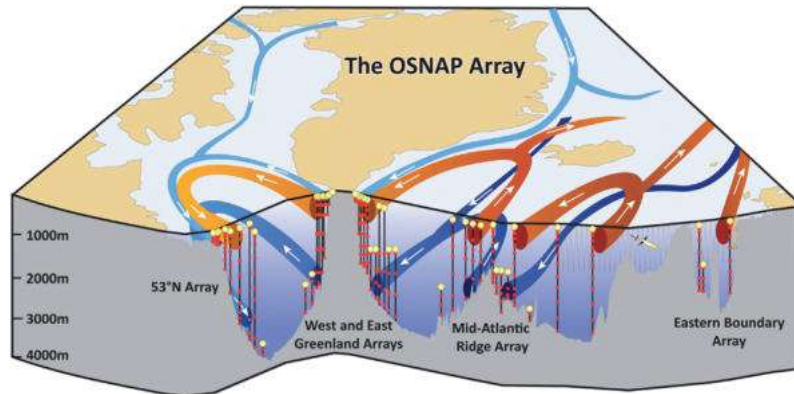 The OSNAP Array
1000m
2000m
3000m
4000m
53°N Array
West and East
Greenland Arrays
Mid-Atlantic
Ridge Array
Eastern Boundary
Array